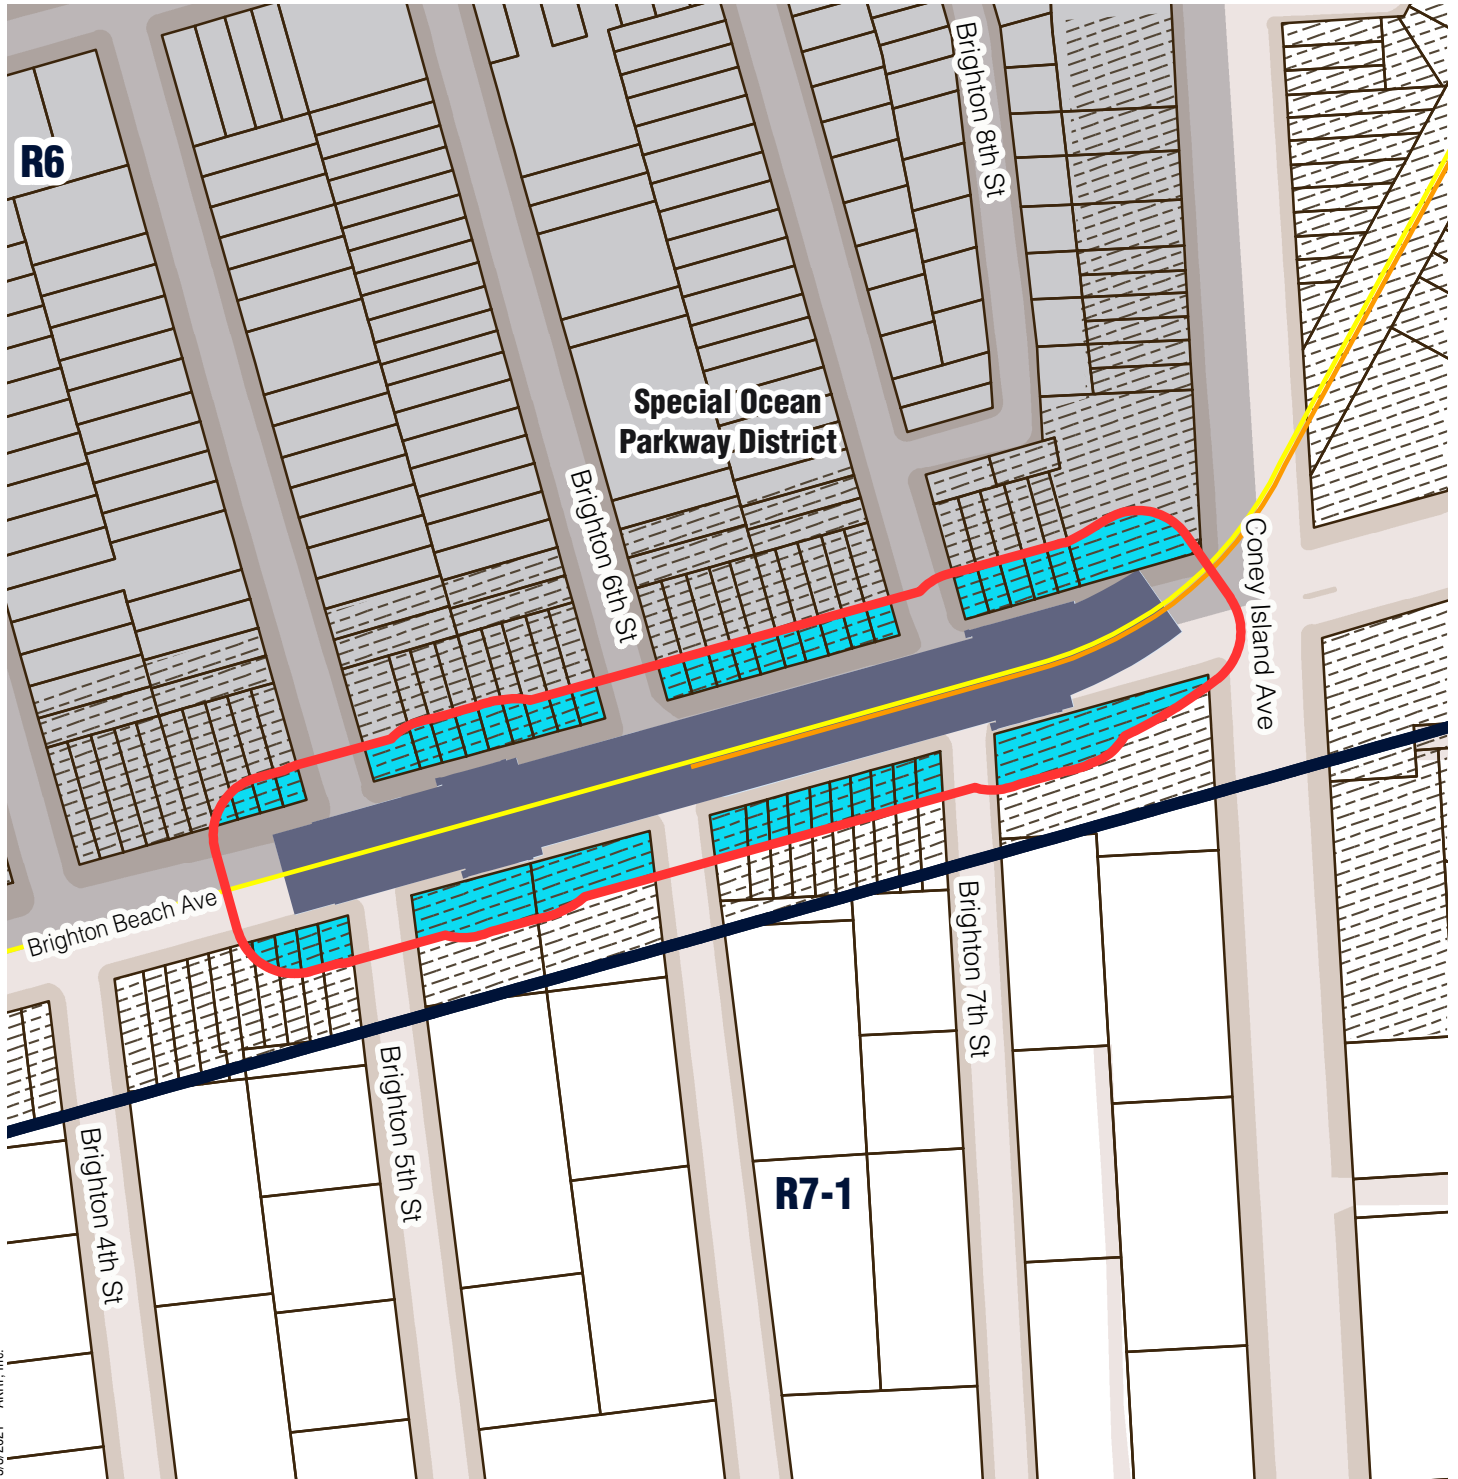 Brighton 8th St
R6
Special Ocean
Parkway District
Brighton 6th St
Coney Island Ave
Brighton Beach Ave
Brighton 7th St
Brighton 5th St
Brighton 4th St
R7-1